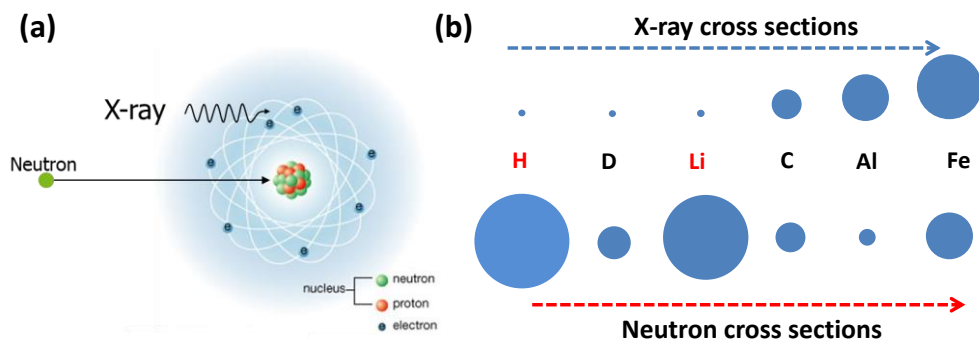 (a)
X-ray
Neutron
e
e
e
e
e
e
e
nucleus
neutron
proton
e electron
(b)
X-ray cross sections
H D Li C Al Fe
Neutron cross sections